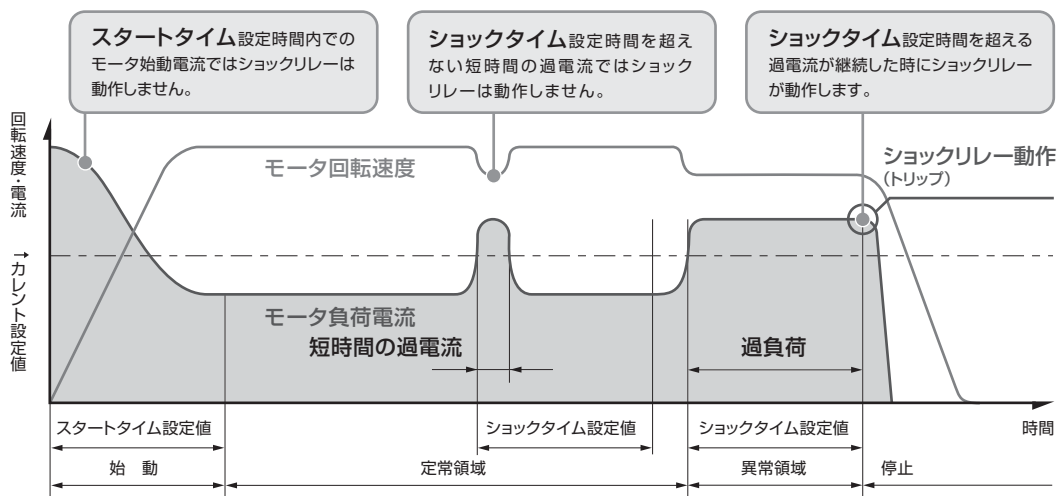 スタートタイム設定時間内での
モータ始動電流ではショックリレーは
動作しません。
ショックタイム設定時間を超え
ない短時間の過電流ではショック
リレーは動作しません。
ショックタイム設定時間を超える
過電流が継続した時にショックリレー
が動作します。
回転速度・電流
↑カレント設定値
モータ回転速度
ショックリレー動作
(トリップ)
モータ負荷電流
短時間の過電流
過負荷
スタートタイム設定値
ショックタイム設定値
ショックタイム設定値
時間
始 動
定常領域
異常領域
停止